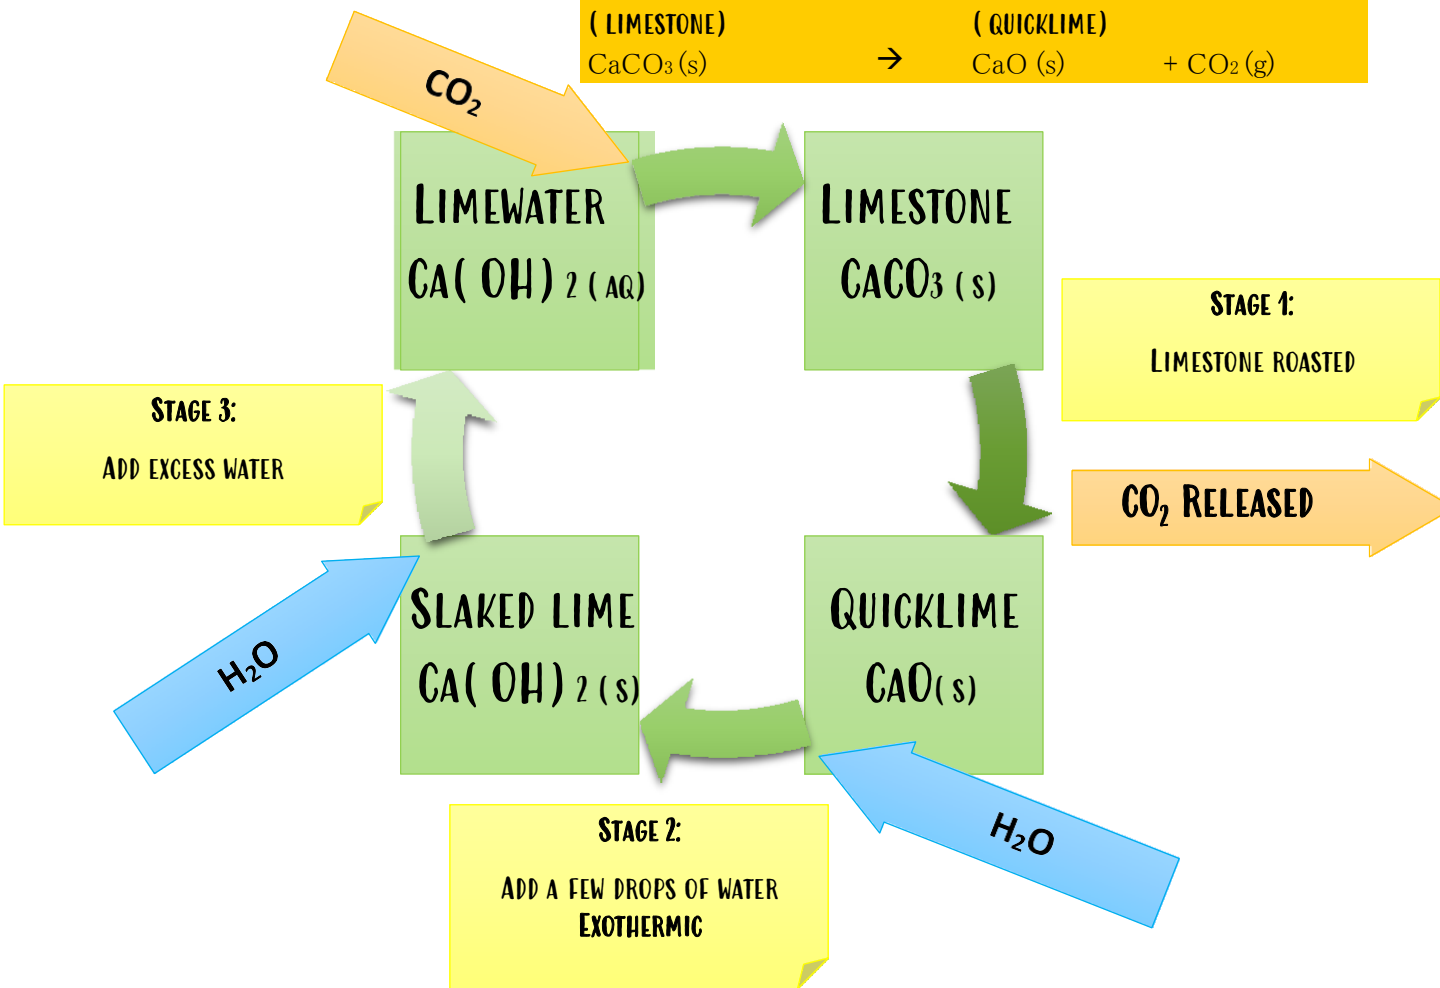 (LIMESTONE) (QUICKLIME)
CaCO₃ (s) → CaO (s) + CO₂ (g)
CO₂
LIMEWATER
CA(OH) 2 (AQ)
LIMESTONE
CACO3 (S)
STAGE 1:
LIMESTONE ROASTED
CO₂ RELEASED
QUICKLIME
CAO(S)
H₂O
STAGE 2:
ADD A FEW DROPS OF WATER
EXOTHERMIC
SLAKED LIME
CA(OH) 2 (S)
H₂O
STAGE 3:
ADD EXCESS WATER